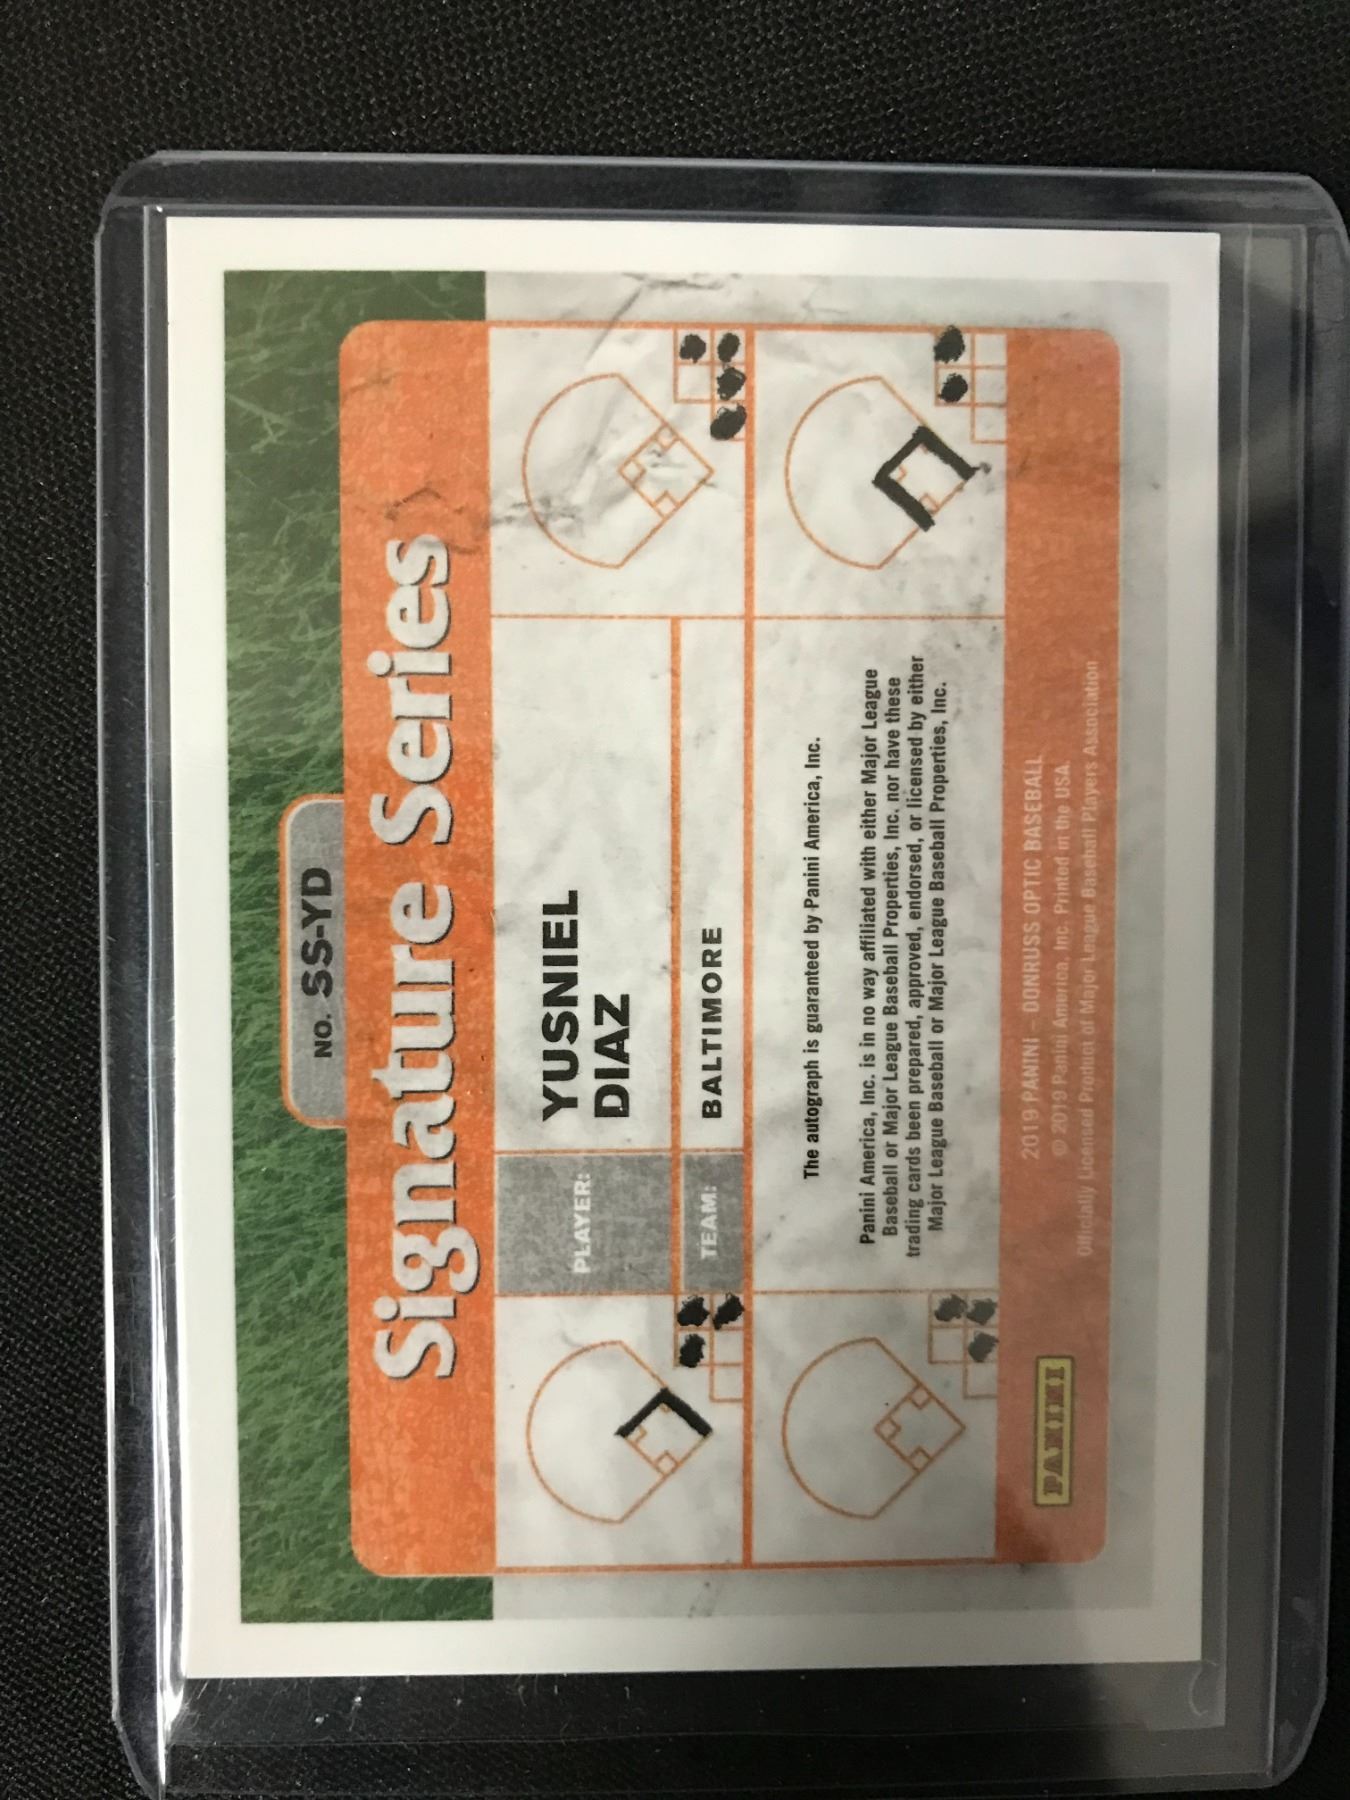 NO. SS-YD
Signature Series
PLAYER:
YUSNIEL
DIAZ
TEAM:
BALTIMORE
The autograph is guaranteed by Panini America, Inc.
Panini America, Inc. is in no way affiliated with either Major League
Baseball or Major League Baseball Properties, Inc. nor have these
trading cards been prepared, approved, endorsed, or licensed by either
Major League Baseball or Major League Baseball Properties, Inc.
2019 PANINI – DONRUSS OPTIC BASEBALL
© 2019 Panini America, Inc. Printed in the USA.
Officially Licensed Product of Major League Baseball Players Association
PANINI